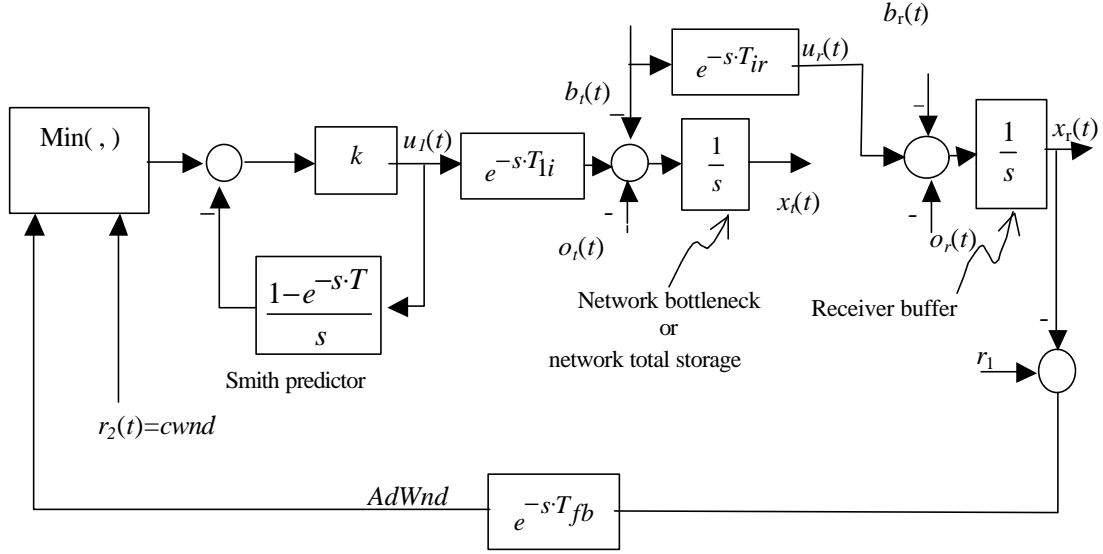 b_r(t)
e^{-s·T_{ir}}
u_r(t)
b_t(t)
Min( , )
k
u_1(t)
e^{-s·T_{1i}}
1/s
x_t(t)
1/s
x_r(t)
o_t(t)
o_r(t)
1-e^{-s·T}/s
Smith predictor
Network bottleneck
or
network total storage
Receiver buffer
r_1
r_2(t)=cwnd
AdWnd
e^{-s·T_{fb}}